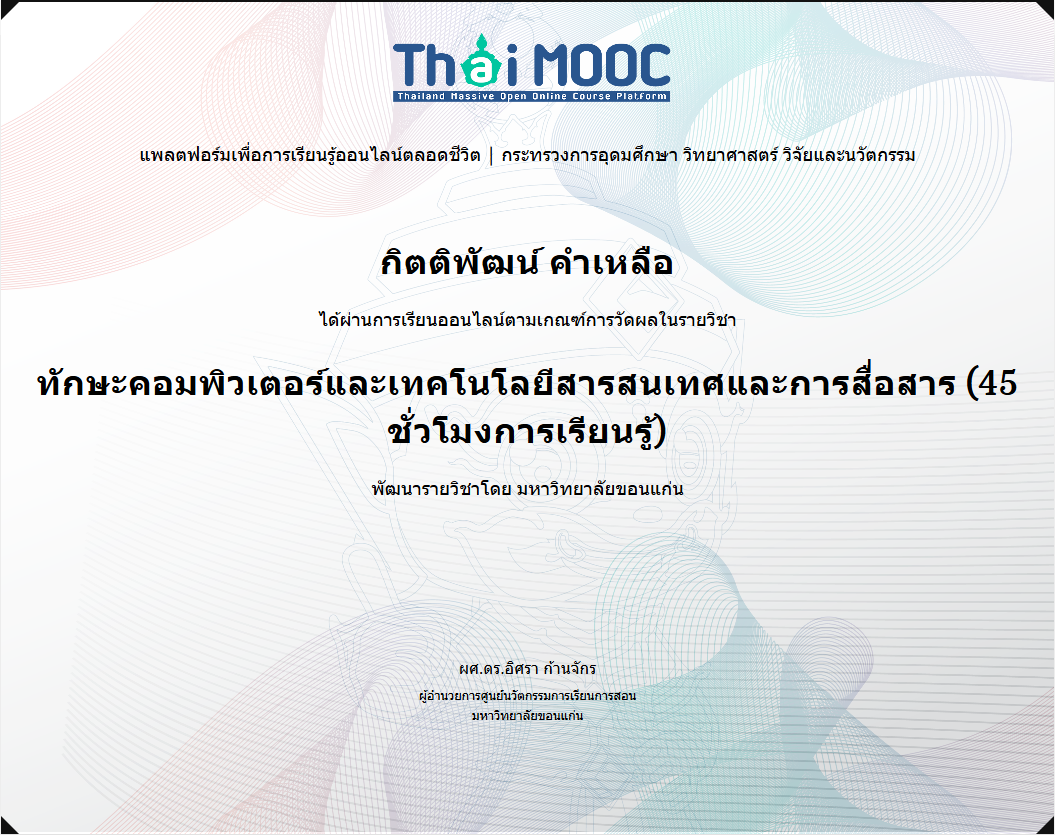 Thai MOOC
Thailand Massive Open Online Course Platform
แพลตฟอร์มเพื่อการเรียนรู้ออนไลน์ตลอดชีวิต | กระทรวงการอุดมศึกษา วิทยาศาสตร์ วิจัยและนวัตกรรม
กิตติพัฒน์ คำเหลือ
ได้ผ่านการเรียนออนไลน์ตามเกณฑ์การวัดผลในรายวิชา
ทักษะคอมพิวเตอร์และเทคโนโลยีสารสนเทศและการสื่อสาร (45
ชั่วโมงการเรียนรู้)
พัฒนารายวิชาโดย มหาวิทยาลัยขอนแก่น
ผศ.ดร.อิศรา ก้านจักร
ผู้อำนวยการศูนย์นวัตกรรมการเรียนการสอน
มหาวิทยาลัยขอนแก่น